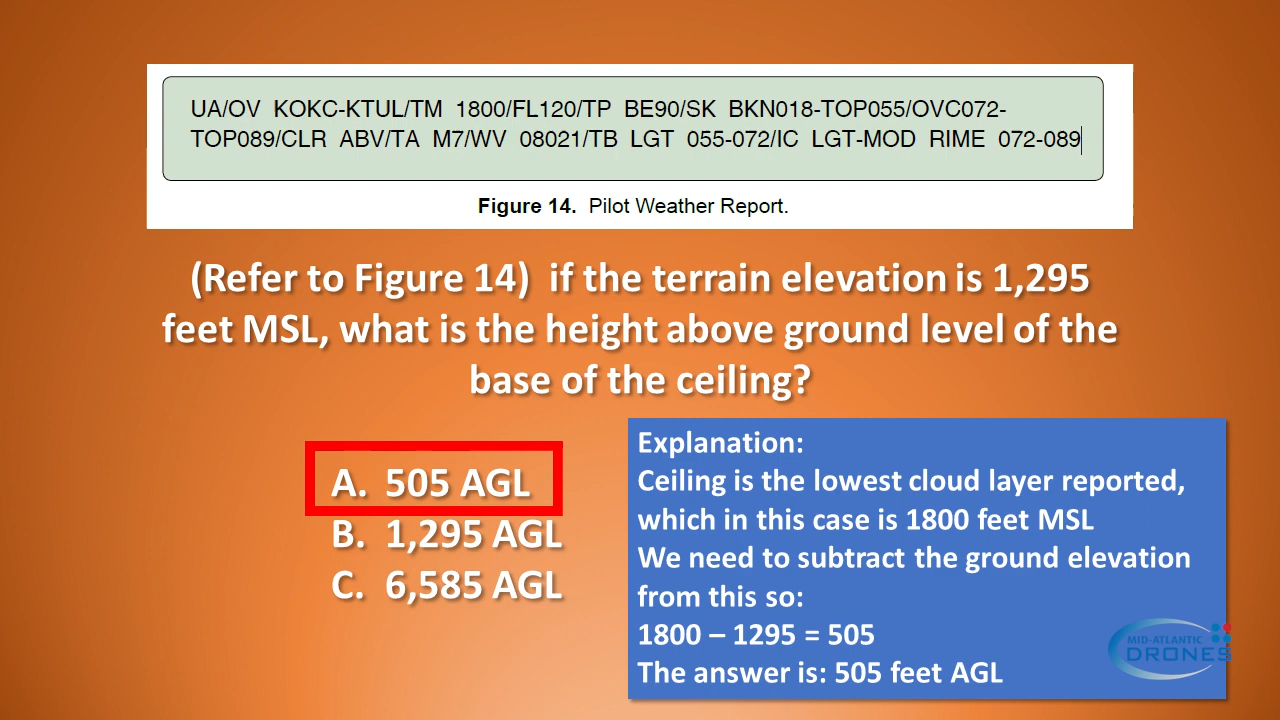 UA/OV KOKC-KTUL/TM 1800/FL120/TP BE90/SK BKN018-TOP055/OVC072-
TOP089/CLR ABV/TA M7/WV 08021/TB LGT 055-072/IC LGT-MOD RIME 072-089
Figure 14. Pilot Weather Report.
(Refer to Figure 14) if the terrain elevation is 1,295
feet MSL, what is the height above ground level of the
base of the ceiling?
A. 505 AGL
B. 1,295 AGL
C. 6,585 AGL
Explanation:
Ceiling is the lowest cloud layer reported,
which in this case is 1800 feet MSL
We need to subtract the ground elevation
from this so:
1800 – 1295 = 505
The answer is: 505 feet AGL
MID-ATLANTIC
DRONES